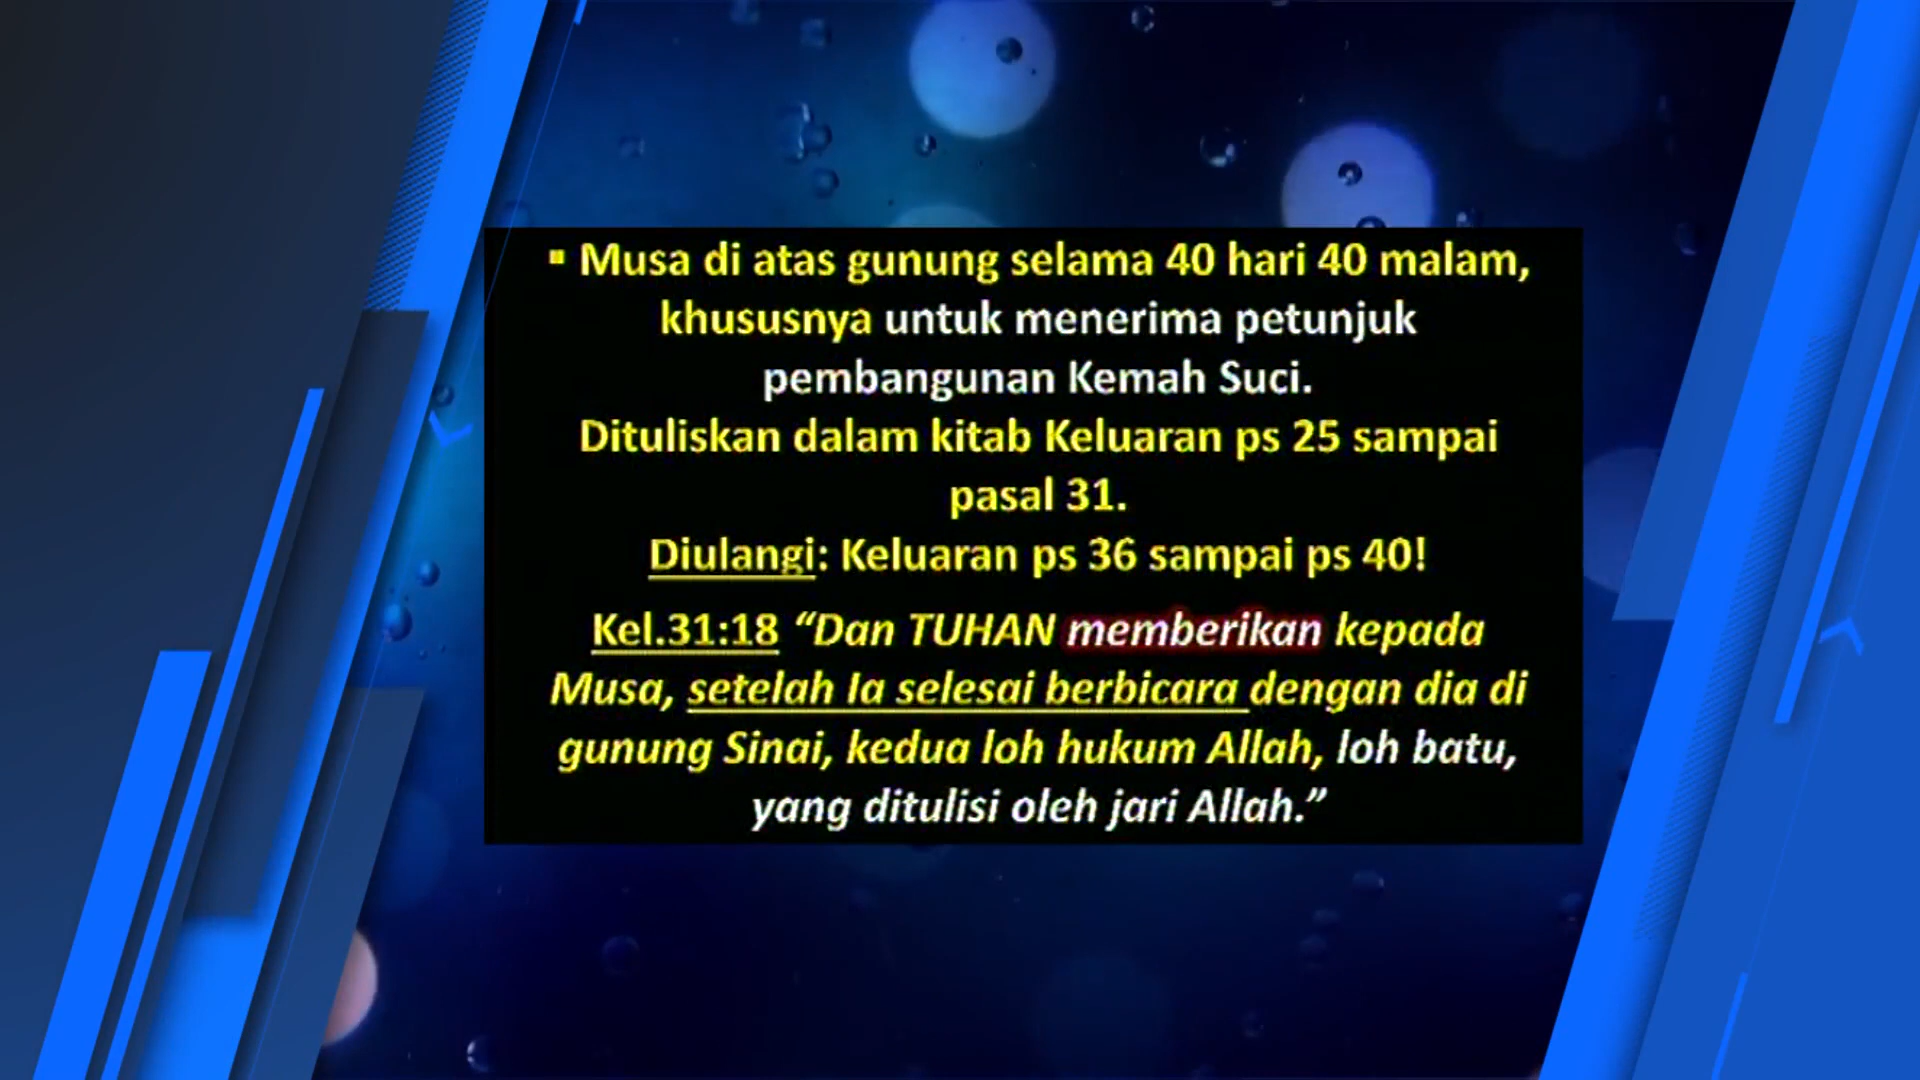 ▪ Musa di atas gunung selama 40 hari 40 malam,
khususnya untuk menerima petunjuk
pembangunan Kemah Suci.
Dituliskan dalam kitab Keluaran ps 25 sampai
pasal 31.
Diulangi: Keluaran ps 36 sampai ps 40!
Kel.31:18 “Dan TUHAN memberikan kepada
Musa, setelah Ia selesai berbicara dengan dia di
gunung Sinai, kedua loh hukum Allah, loh batu,
yang ditulisi oleh jari Allah.”